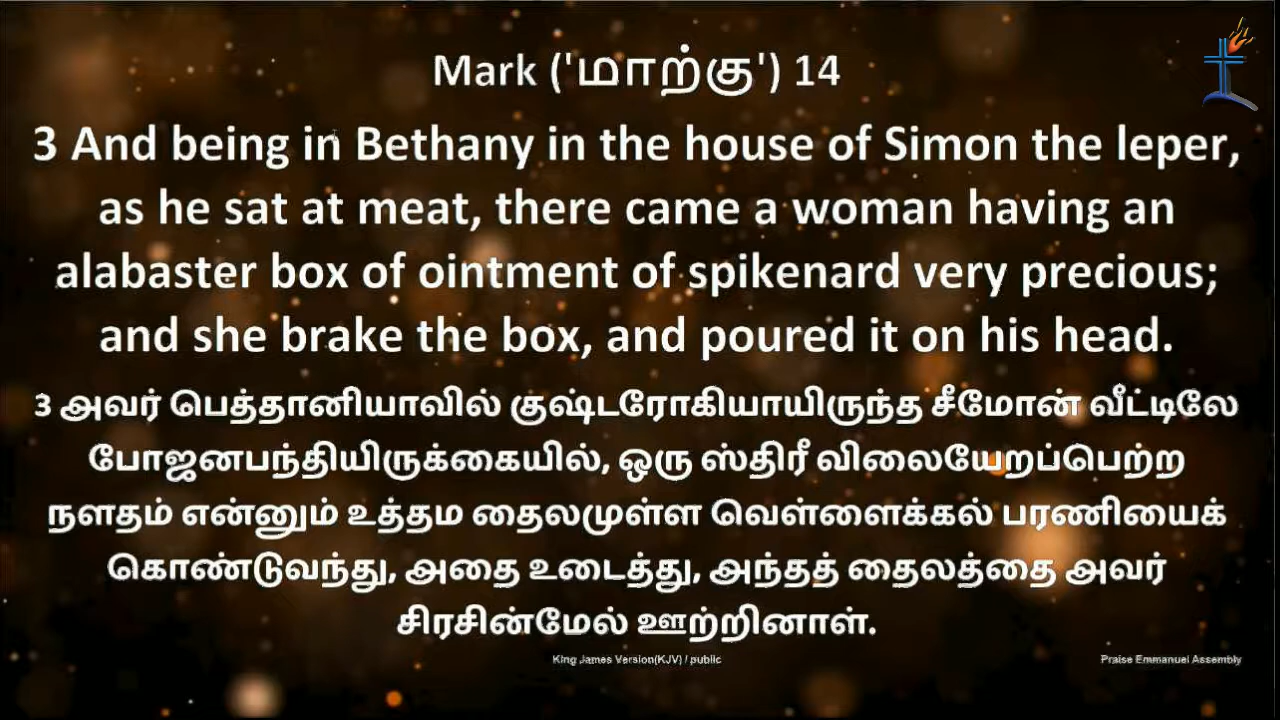 Mark ('மாற்கு') 14
3 And being in Bethany in the house of Simon the leper,
as he sat at meat, there came a woman having an
alabaster box of ointment of spikenard very precious;
and she brake the box, and poured it on his head.
3 அவர் பெத்தானியாவில் குஷ்டரோகியாயிருந்த சீமோன் வீட்டிலே
போஜனபந்தியிருக்கையில், ஒரு ஸ்திரீ விலையேறப்பெற்ற
நளதம் என்னும் உத்தம தைலமுள்ள வெள்ளைக்கல் பரணியைக்
கொண்டுவந்து, அதை உடைத்து, அந்தத் தைலத்தை அவர்
சிரசின்மேல் ஊற்றினாள்.
King James Version(KJV) / public
Praise Emmanuel Assembly